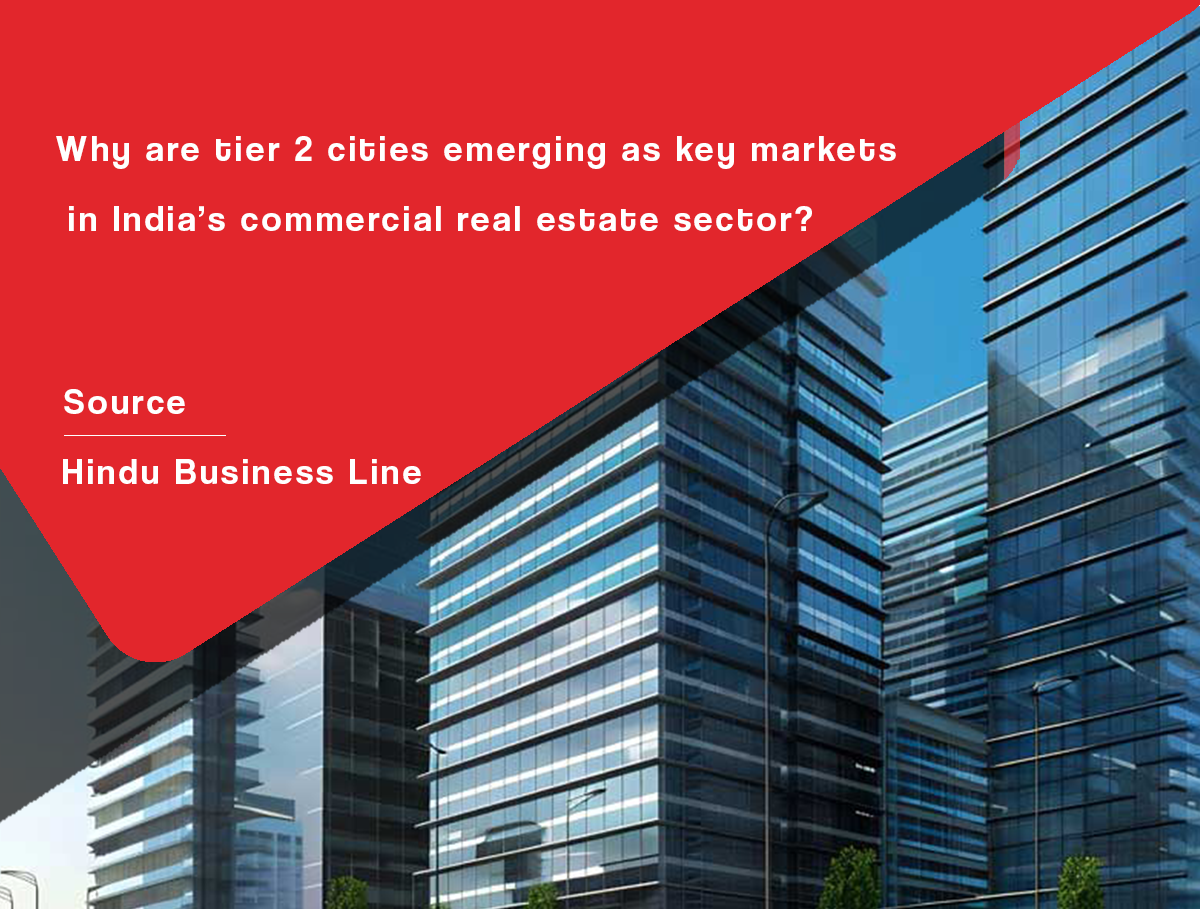 Why are tier 2 cities emerging as key markets
in India’s commercial real estate sector?
Source
Hindu Business Line